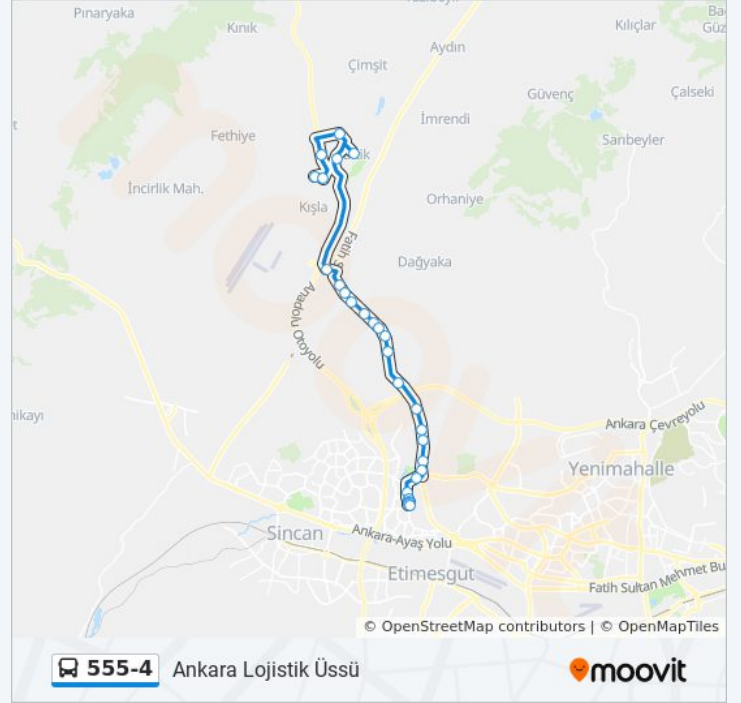 Pınaryaka
Kınık
Kılıçlar
Aydın
Çimşit
Güvenç
Çalseki
İmrendi
Fethiye
Sarıbeyler
İncirlik Mah.
Orhaniye
Kışla
Dağyaka
Anadolu Otoyolu
Ankara Çevreyolu
Yenimahalle
Sincan
Ankara-Ayaş Yolu
Etimesgut
© OpenStreetMap contributors | © OpenMapTiles
555-4 Ankara Lojistik Üssü
moovit